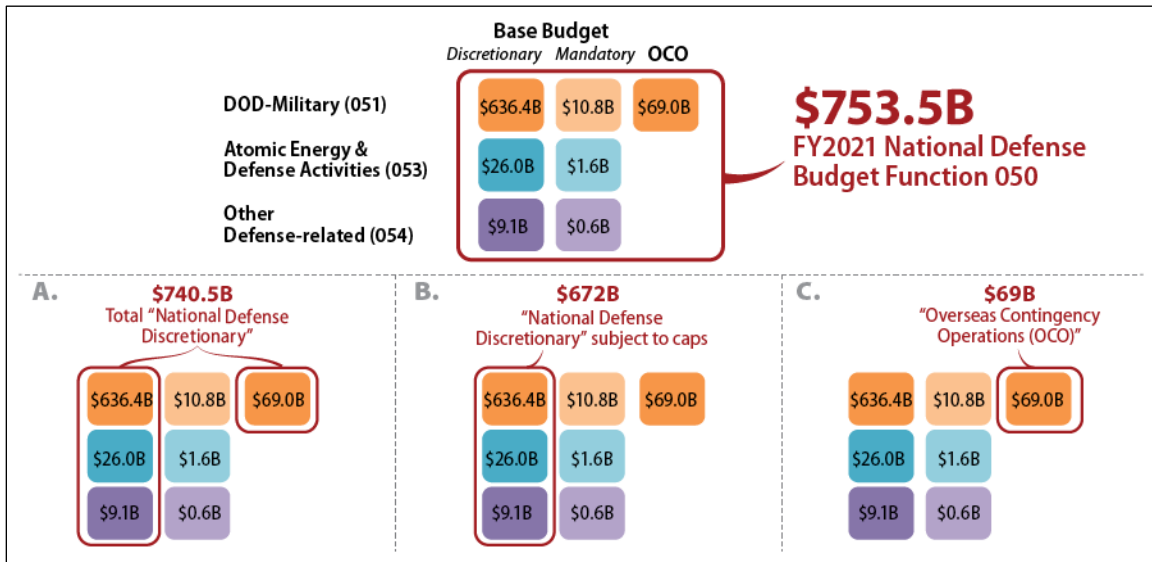 Base Budget
Discretionary Mandatory OCO
DOD-Military (051) $636.4B $10.8B $69.0B
Atomic Energy &
Defense Activities (053) $26.0B $1.6B
Other
Defense-related (054) $9.1B $0.6B
$753.5B
FY2021 National Defense
Budget Function 050
A.
$740.5B
Total “National Defense
Discretionary”
$636.4B $10.8B $69.0B
$26.0B $1.6B
$9.1B $0.6B
B.
$672B
“National Defense
Discretionary” subject to caps
$636.4B $10.8B $69.0B
$26.0B $1.6B
$9.1B $0.6B
C.
$69B
“Overseas Contingency
Operations (OCO)”
$636.4B $10.8B $69.0B
$26.0B $1.6B
$9.1B $0.6B